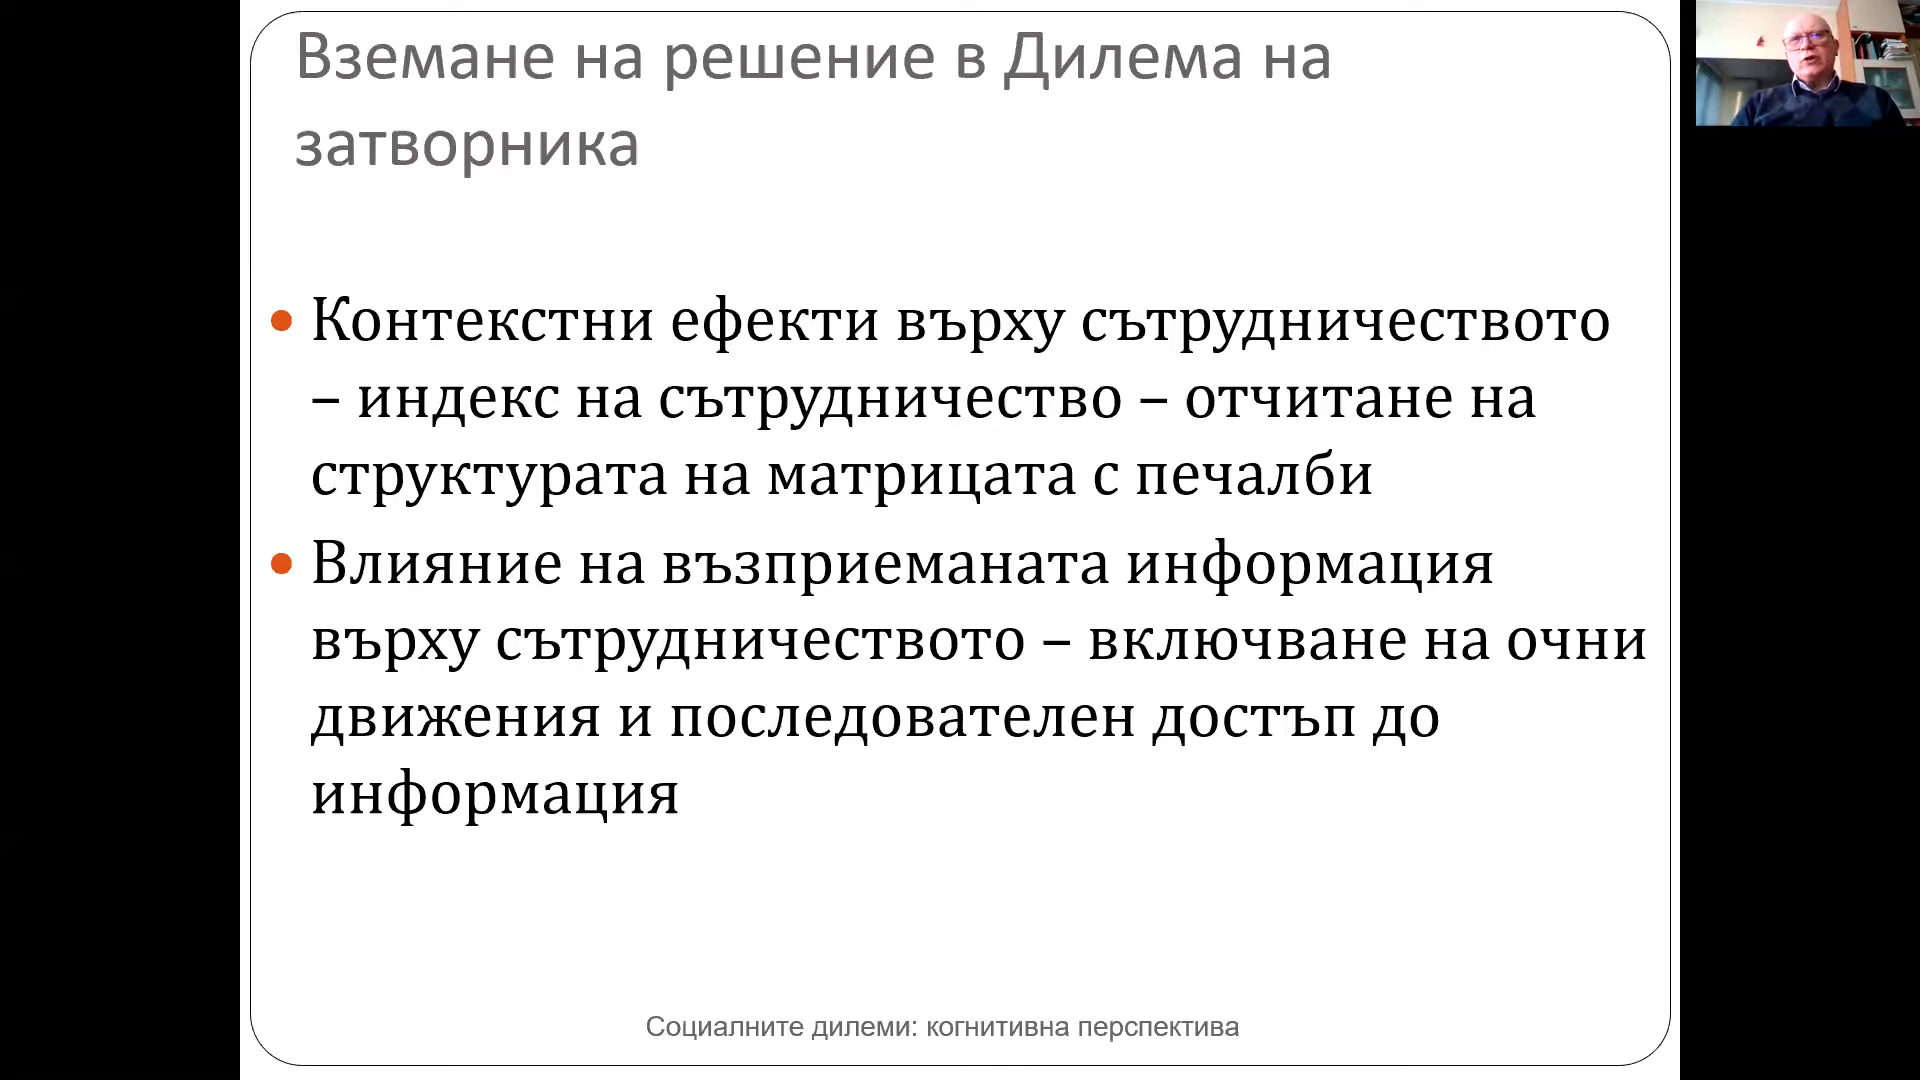 Вземане на решение в Дилема на
затворника
• Контекстни ефекти върху сътрудничеството
– индекс на сътрудничество – отчитане на
структурата на матрицата с печалби
• Влияние на възприеманата информация
върху сътрудничеството – включване на очни
движения и последователен достъп до
информация
Социалните дилеми: когнитивна перспектива